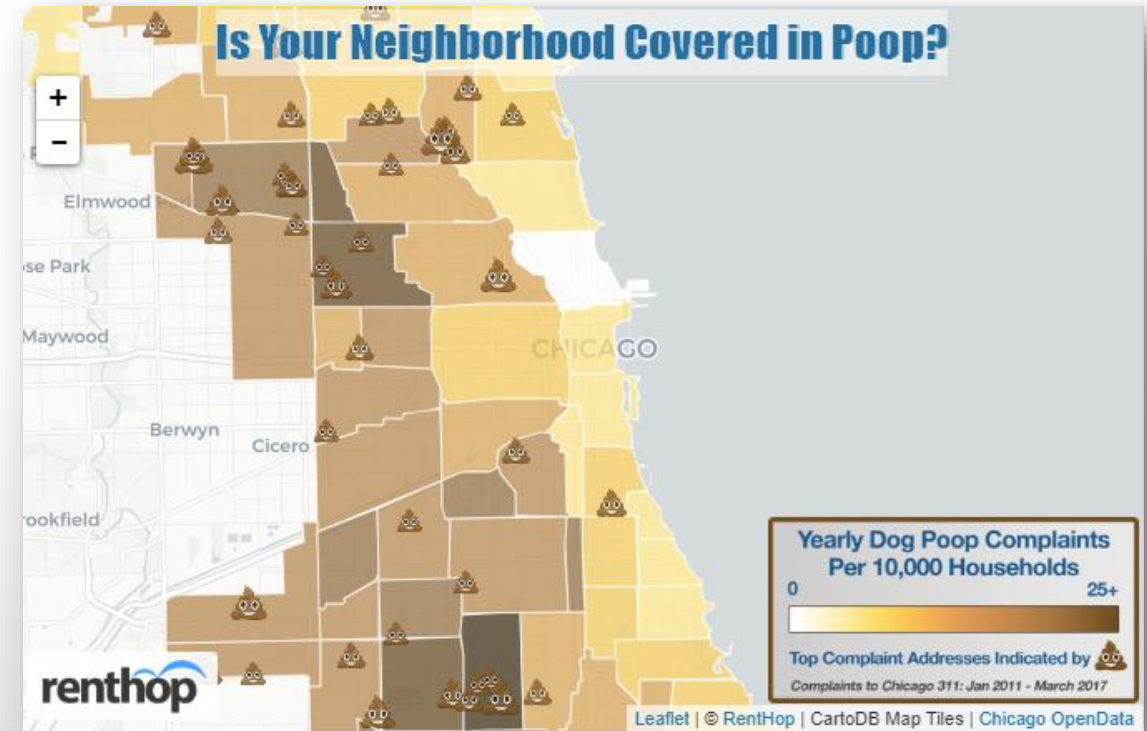 Is Your Neighborhood Covered in Poop?
+
−
Elmwood
se Park
Maywood
CHICAGO
Berwyn
Cicero
rookfield
Yearly Dog Poop Complaints
Per 10,000 Households
0 25+
Top Complaint Addresses Indicated by
Complaints to Chicago 311: Jan 2011 - March 2017
renthop
Leaflet | © RentHop | CartoDB Map Tiles | Chicago OpenData